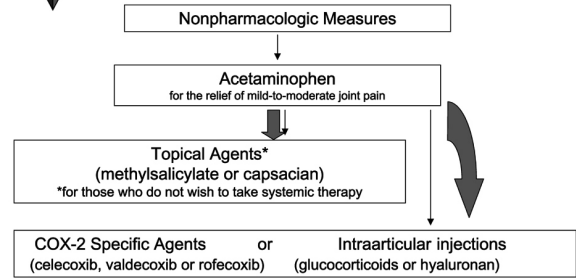 Nonpharmacologic Measures
Acetaminophen
for the relief of mild-to-moderate joint pain
Topical Agents*
(methylsalicylate or capsacian)
*for those who do not wish to take systemic therapy
COX-2 Specific Agents or Intraarticular injections
(celecoxib, valdecoxib or rofecoxib) (glucocorticoids or hyaluronan)